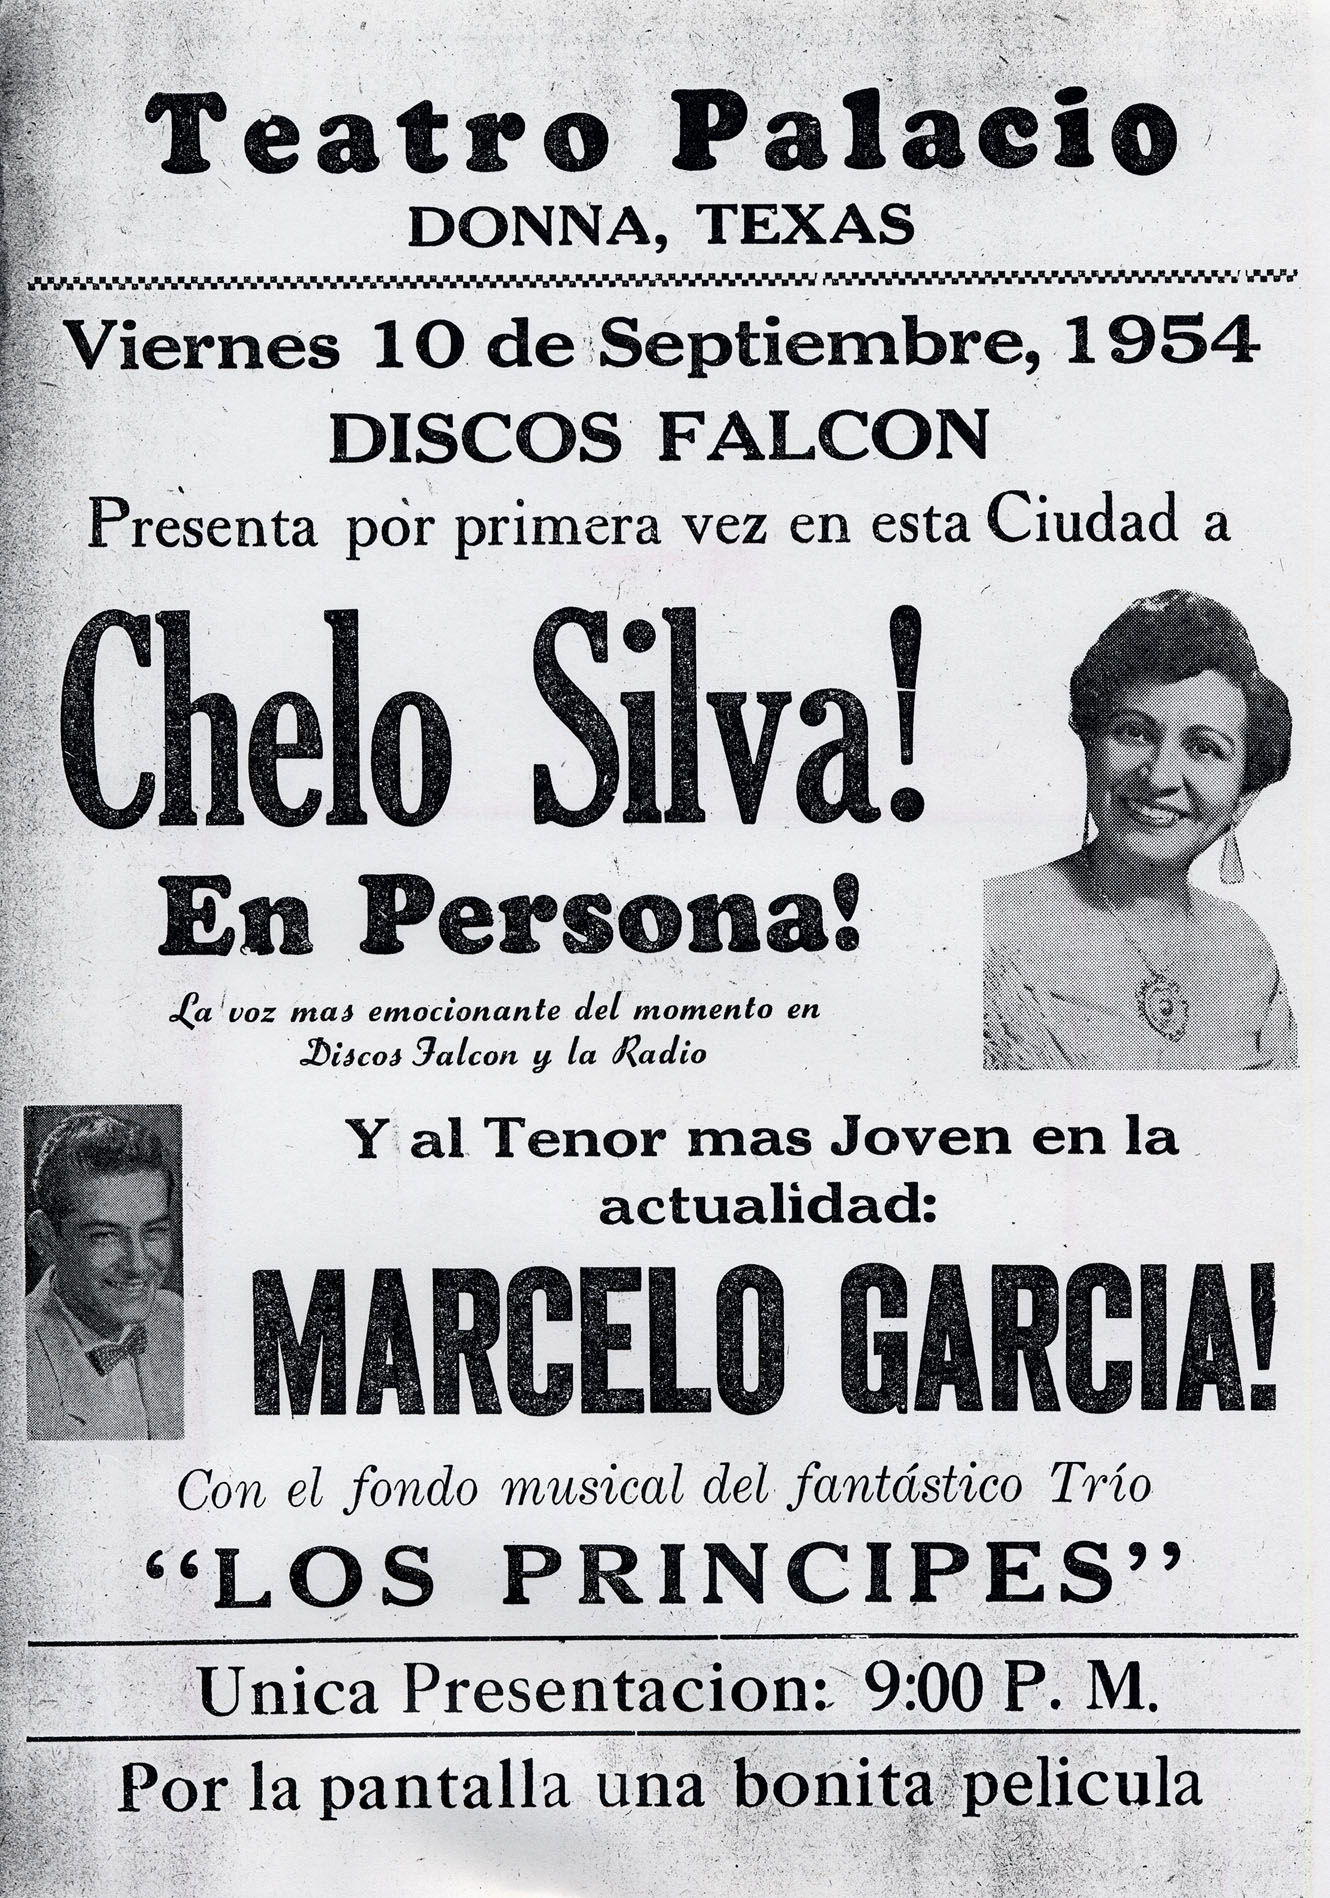 Teatro Palacio
DONNA, TEXAS
Viernes 10 de Septiembre, 1954
DISCOS FALCON
Presenta por primera vez en esta Ciudad a
Chelo Silva!
En Persona!
La voz mas emocionante del momento en
Discos Falcon y la Radio
Y al Tenor mas Joven en la
actualidad:
MARCELO GARCIA!
Con el fondo musical del fantástico Trío
“LOS PRINCIPES”
Unica Presentacion: 9:00 P. M.
Por la pantalla una bonita pelicula